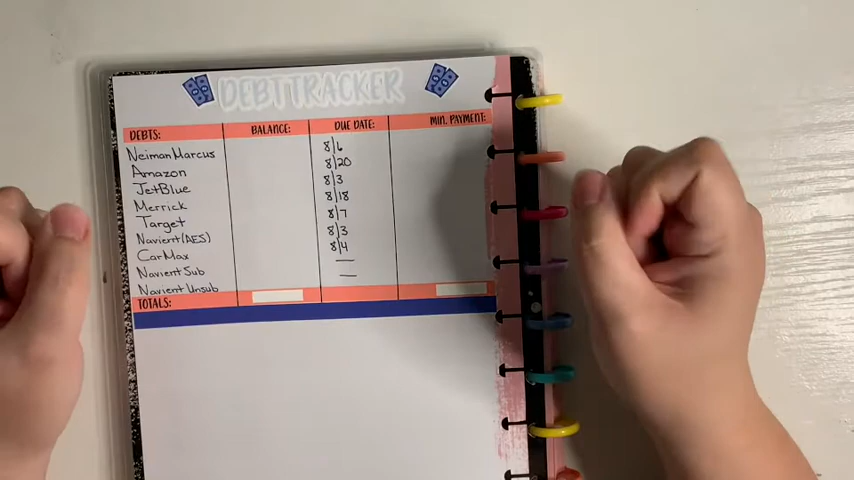 DEBT TRACKER
DEBTS: BALANCE: DUE DATE: MIN. PAYMENT:
Neiman Marcus 8/6
Amazon 8/20
JetBlue 8/3
Merrick 8/18
Target 8/7
Navient (AES) 8/3
CarMax 8/4
Navient Sub —
Navient Unsub —
TOTALS: